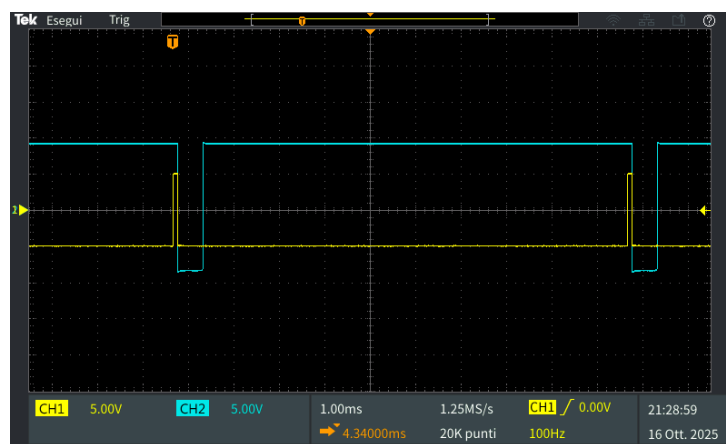 Tek Esegui Trig
T
T
1
CH1 5.00V CH2 5.00V 1.00ms 1.25MS/s CH1 0.00V 21:28:59
4.34000ms 20K punti 100Hz 16 Ott. 2025